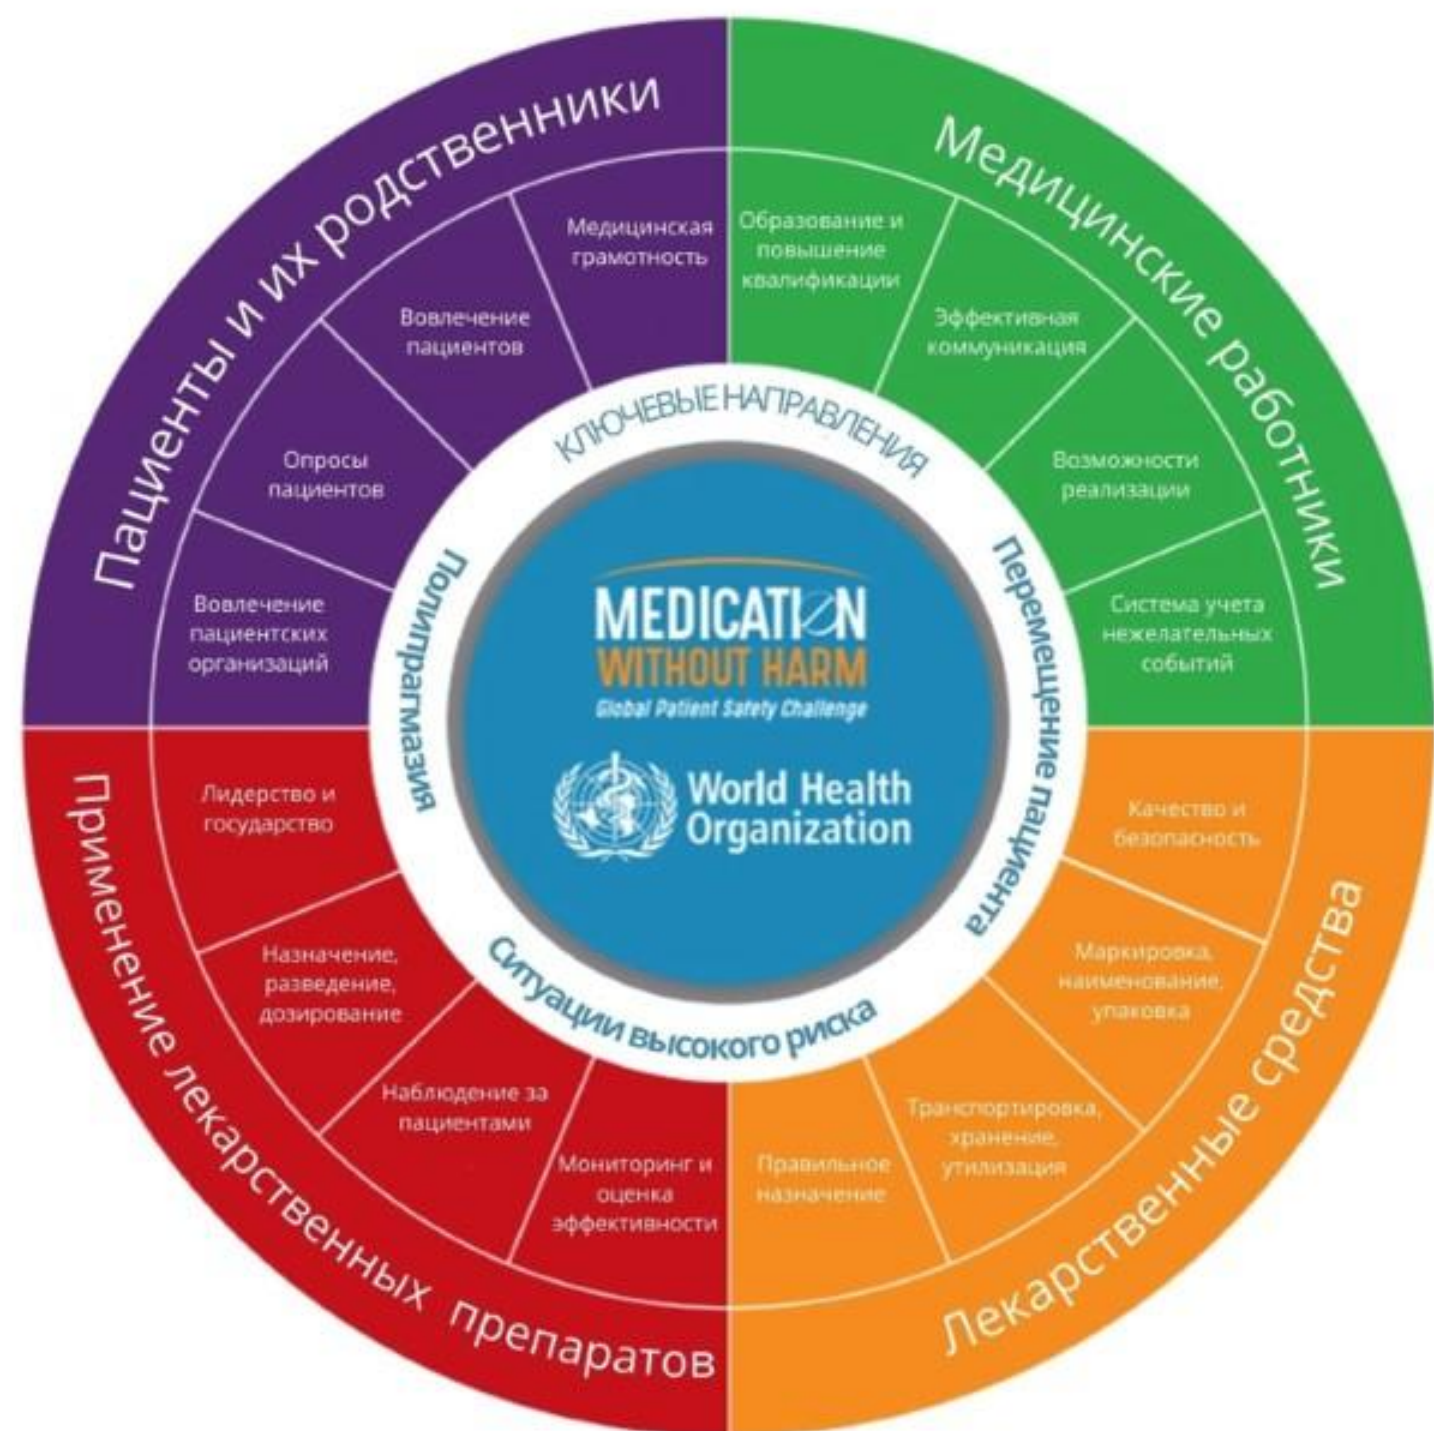 Пациенты и их родственники
Медицинская
грамотность
Вовлечение
пациентов
Опросы
пациентов
Вовлечение
пациентских
организаций
Медицинские работники
Образование и
повышение
квалификации
Эффективная
коммуникация
Возможности
реализации
Система учета
нежелательных
событий
Лекарственные средства
Качество и
безопасность
Маркировка,
наименование,
упаковка
Транспортировка,
хранение,
утилизация
Правильное
назначение
Применение лекарственных препаратов
Лидерство и
государство
Назначение,
разведение,
дозирование
Наблюдение за
пациентами
Мониторинг и
оценка
эффективности
КЛЮЧЕВЫЕ НАПРАВЛЕНИЯ
Перемещение пациента
Ситуации высокого риска
Полипрагмазия
MEDICATION
WITHOUT HARM
Global Patient Safety Challenge
World Health
Organization